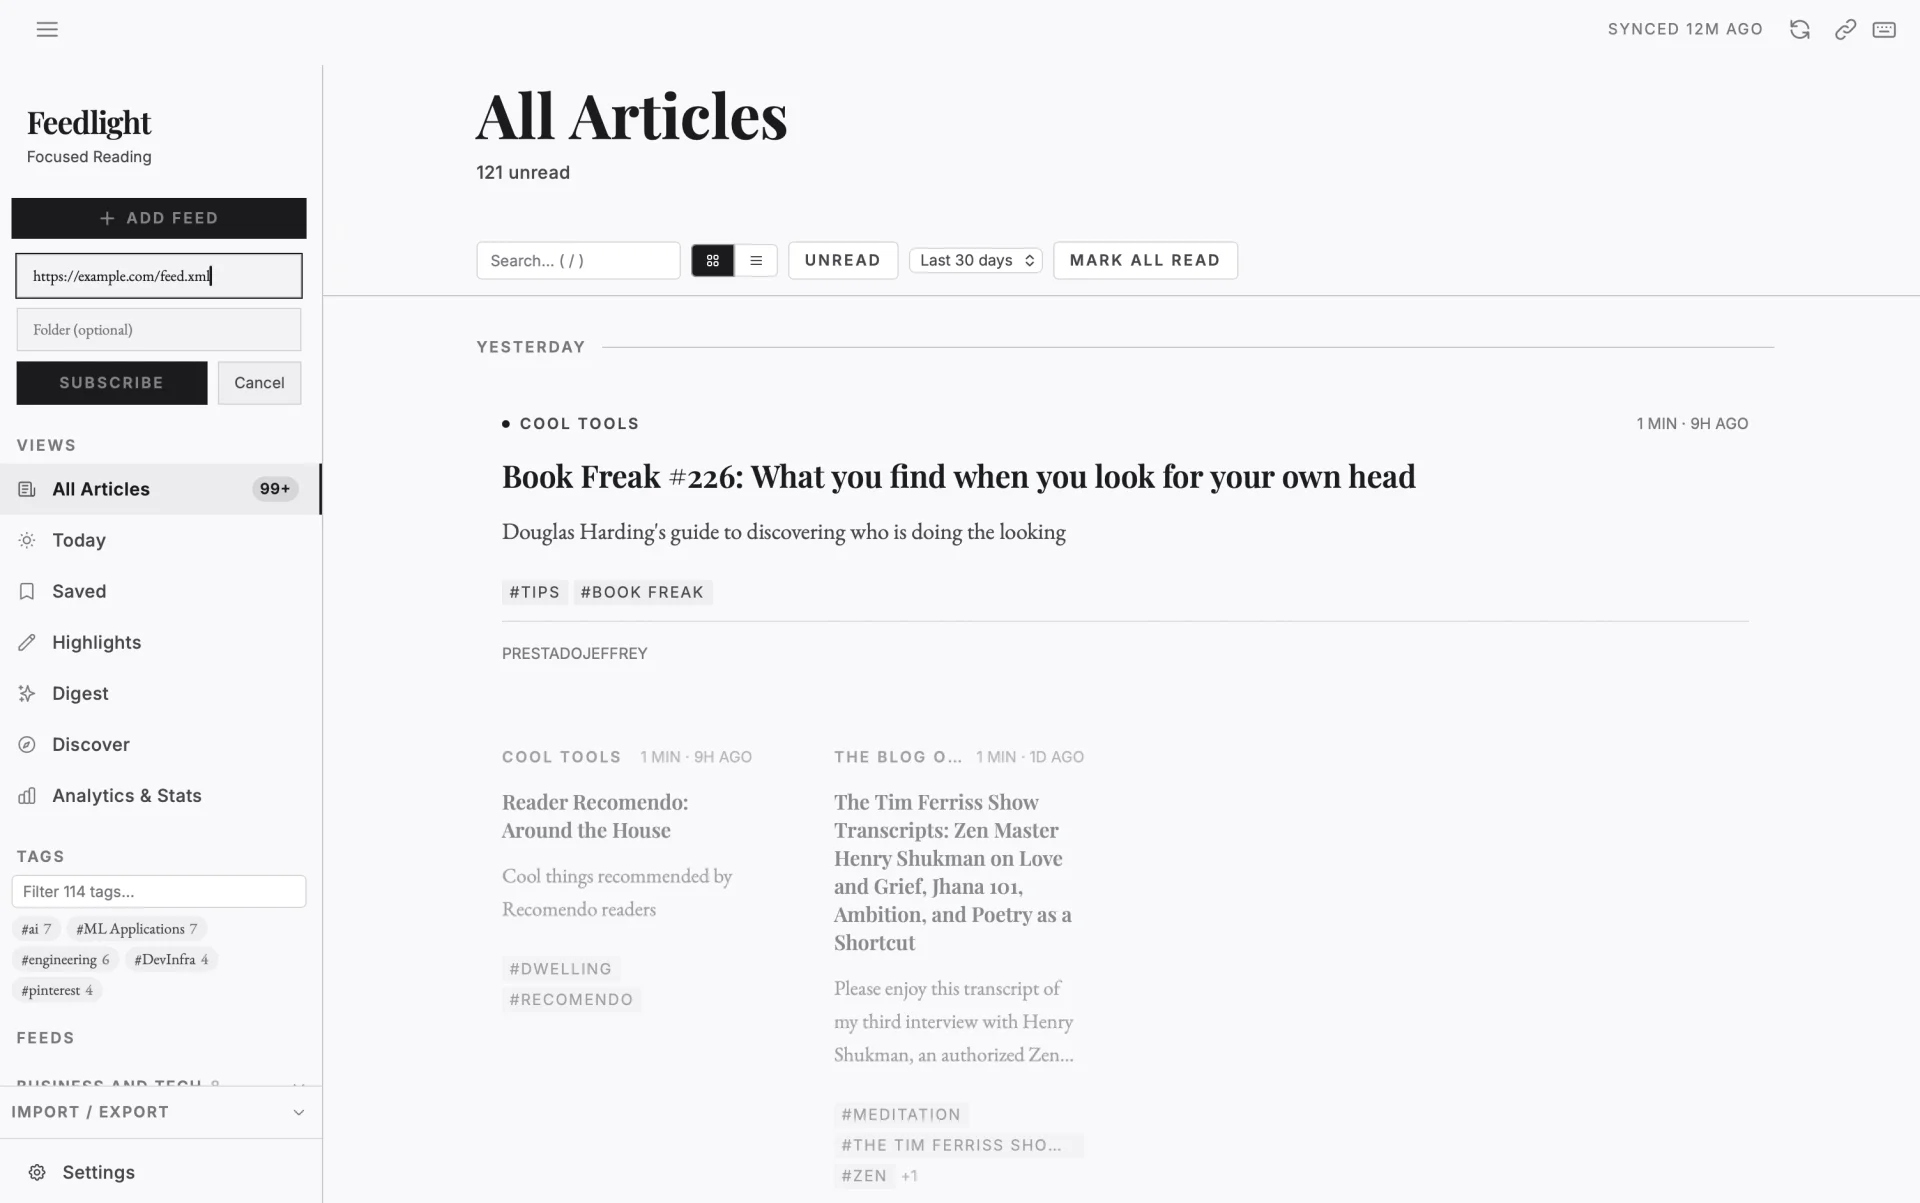 SYNCED 12M AGO
Feedlight
Focused Reading
ADD FEED
https://example.com/feed.xml
Folder (optional)
SUBSCRIBE
Cancel
VIEWS
All Articles
99+
Today
Saved
Highlights
Digest
Discover
Analytics & Stats
TAGS
Filter 114 tags...
#ai 7
#ML Applications 7
#engineering 6
#DevInfra 4
#pinterest 4
FEEDS
BUSINESS AND TECH 8
IMPORT / EXPORT
Settings
All Articles
121 unread
Search... ( / )
UNREAD
Last 30 days
MARK ALL READ
YESTERDAY
COOL TOOLS
1 MIN · 9H AGO
Book Freak #226: What you find when you look for your own head
Douglas Harding's guide to discovering who is doing the looking
#TIPS
#BOOK FREAK
PRESTADOJEFFREY
COOL TOOLS
1 MIN · 9H AGO
Reader Recomendo:
Around the House
Cool things recommended by
Recomendo readers
#DWELLING
#RECOMENDO
THE BLOG O...
1 MIN · 1D AGO
The Tim Ferriss Show
Transcripts: Zen Master
Henry Shukman on Love
and Grief, Jhana 101,
Ambition, and Poetry as a
Shortcut
Please enjoy this transcript of
my third interview with Henry
Shukman, an authorized Zen...
#MEDITATION
#THE TIM FERRISS SHO...
#ZEN
+1